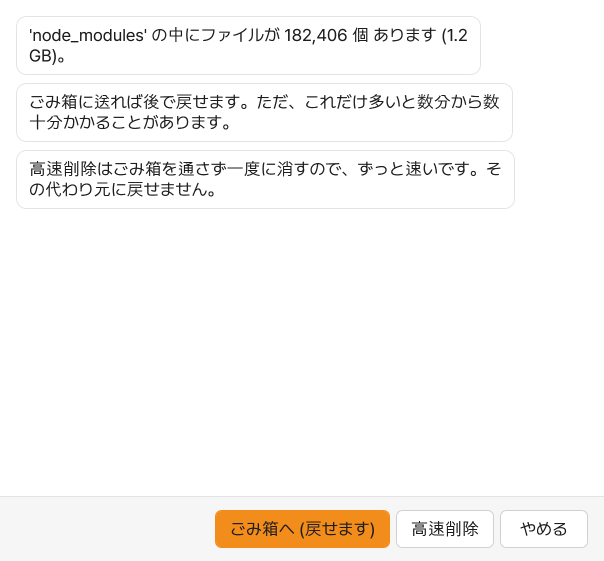 'node_modules' の中にファイルが 182,406 個 あります (1.2
GB)。
ごみ箱に送れば後で戻せます。ただ、これだけ多いと数分から数
十分かかることがあります。
高速削除はごみ箱を通さず一度に消すので、ずっと速いです。そ
の代わり元に戻せません。
ごみ箱へ (戻せます)
高速削除
やめる